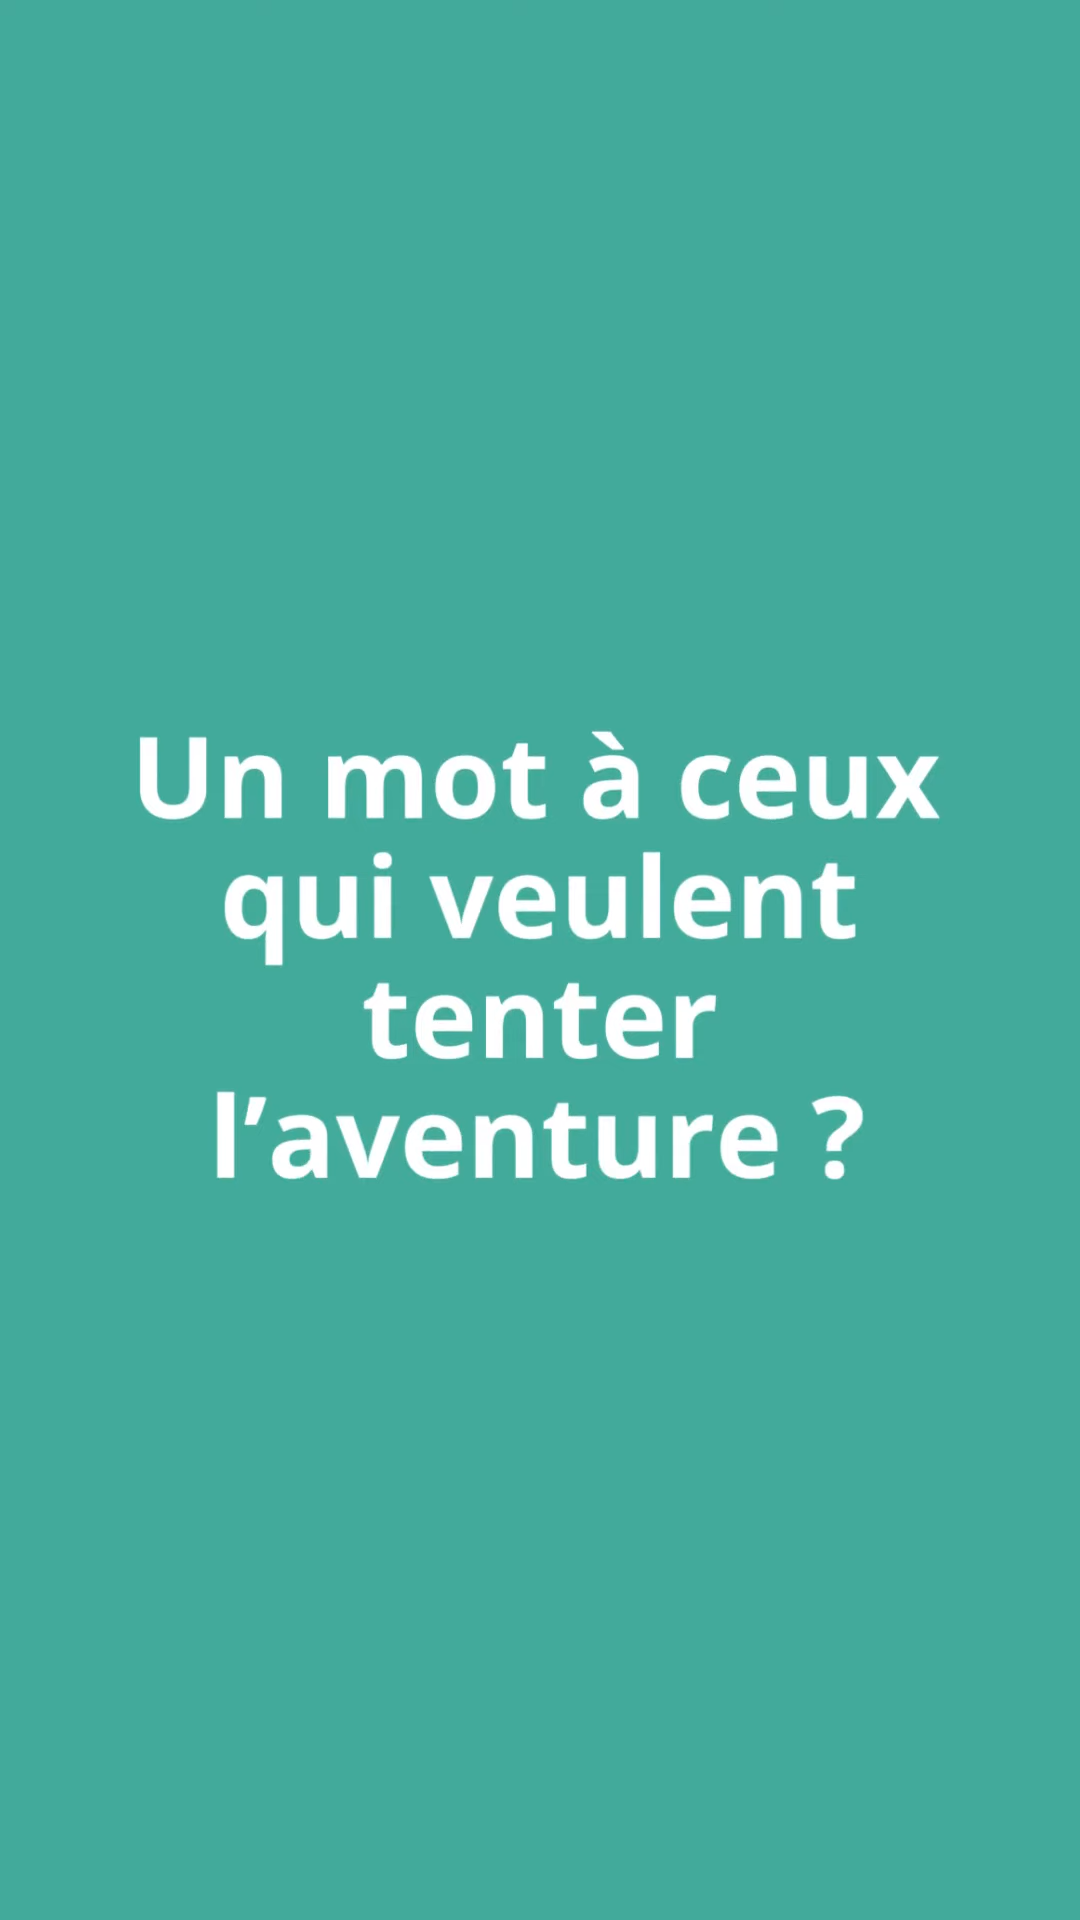 Un mot à ceux
qui veulent
tenter
l’aventure ?